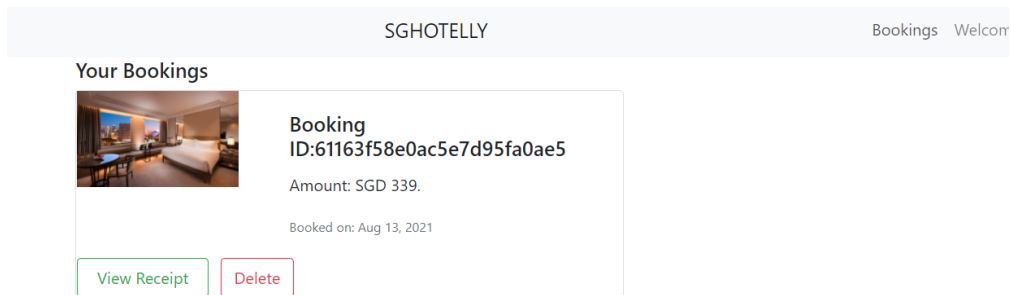 SGHOTELLY
Bookings
Your Bookings
Booking
ID:61163f58e0ac5e7d95fa0ae5
Amount: SGD 339.
Booked on: Aug 13, 2021
View Receipt
Delete